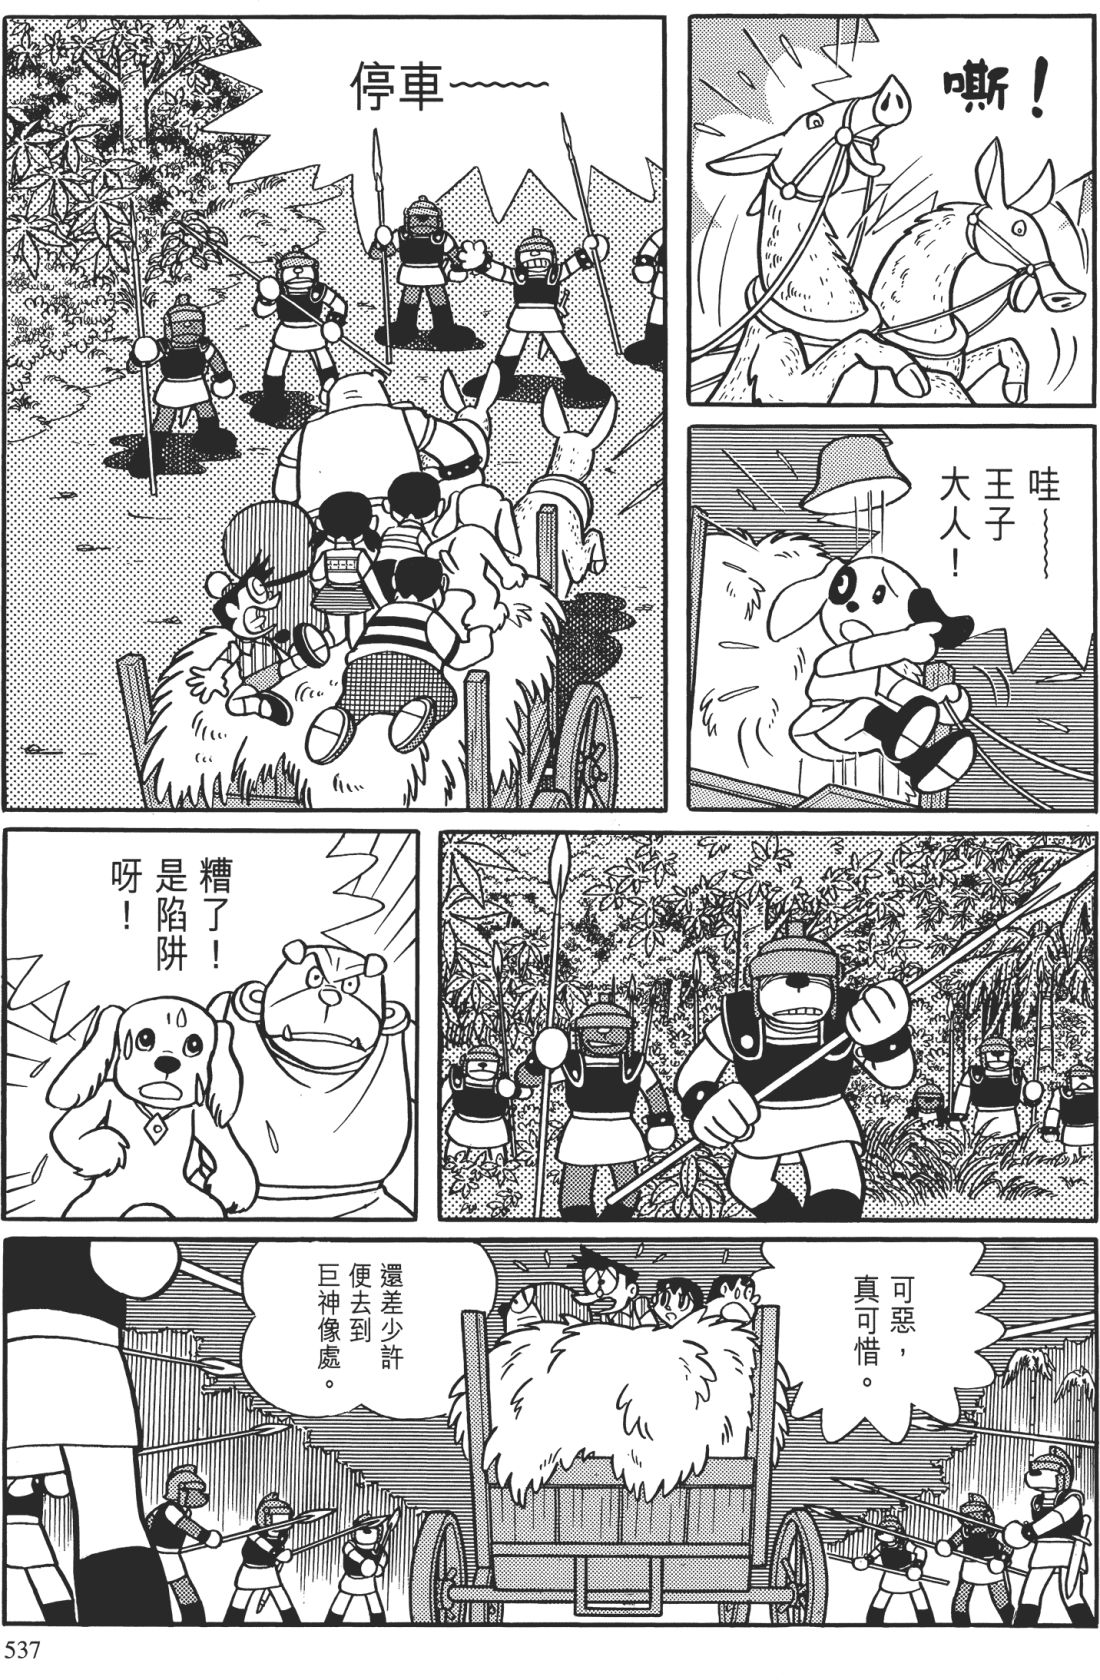 嘶！
停車～～～
哇～～
王子
大人！
糟了！
是陷阱
呀！
可惡，
真可惜。
還差少許
便去到
巨神像處。
537